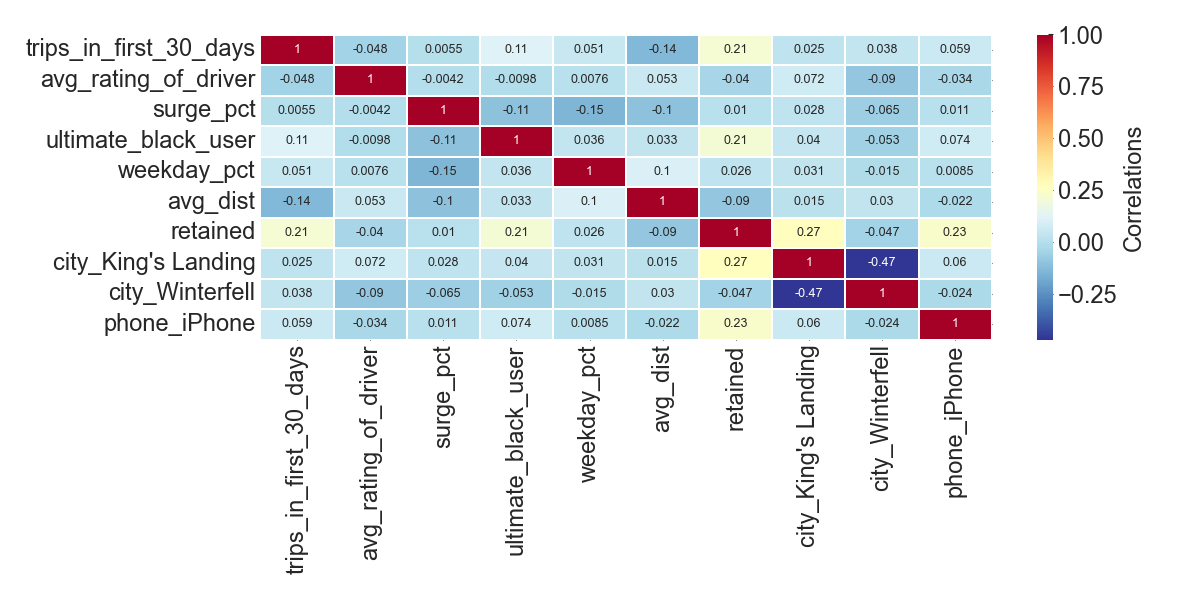 trips_in_first_30_days 1 -0.048 0.0055 0.11 0.051 -0.14 0.21 0.025 0.038 0.059
avg_rating_of_driver -0.048 1 -0.0042 -0.0098 0.0076 0.053 -0.04 0.072 -0.09 -0.034
surge_pct 0.0055 -0.0042 1 -0.11 -0.15 -0.1 0.01 0.028 -0.065 0.011
ultimate_black_user 0.11 -0.0098 -0.11 1 0.036 0.033 0.21 0.04 -0.053 0.074
weekday_pct 0.051 0.0076 -0.15 0.036 1 0.1 0.026 0.031 -0.015 0.0085
avg_dist -0.14 0.053 -0.1 0.033 0.1 1 -0.09 0.015 0.03 -0.022
retained 0.21 -0.04 0.01 0.21 0.026 -0.09 1 0.27 -0.047 0.23
city_King's Landing 0.025 0.072 0.028 0.04 0.031 0.015 0.27 1 -0.47 0.06
city_Winterfell 0.038 -0.09 -0.065 -0.053 -0.015 0.03 -0.047 -0.47 1 -0.024
phone_iPhone 0.059 -0.034 0.011 0.074 0.0085 -0.022 0.23 0.06 -0.024 1
trips_in_first_30_days
avg_rating_of_driver
surge_pct
ultimate_black_user
weekday_pct
avg_dist
retained
city_King's Landing
city_Winterfell
phone_iPhone
1.00
0.75
0.50
0.25
0.00
−0.25
Correlations